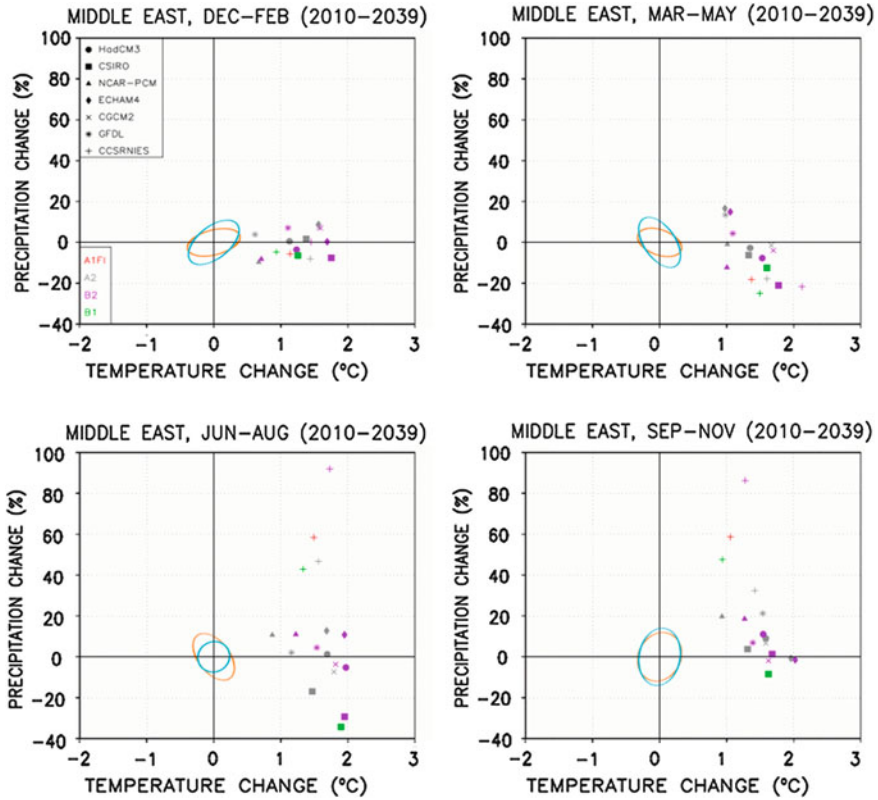 MIDDLE EAST, DEC-FEB (2010-2039)
PRECIPITATION CHANGE (%)
100
80
60
40
20
0
-20
-40
HadCM3
CSIRO
NCAR-PCM
ECHAM4
CGCM2
GFDL
CCSRNIES
A1FI
A2
B2
B1
-2 -1 0 1 2 3
TEMPERATURE CHANGE (ºC)
MIDDLE EAST, MAR-MAY (2010-2039)
PRECIPITATION CHANGE (%)
100
80
60
40
20
0
-20
-40
-2 -1 0 1 2 3
TEMPERATURE CHANGE (ºC)
MIDDLE EAST, JUN-AUG (2010-2039)
PRECIPITATION CHANGE (%)
100
80
60
40
20
0
-20
-40
-2 -1 0 1 2 3
TEMPERATURE CHANGE (ºC)
MIDDLE EAST, SEP-NOV (2010-2039)
PRECIPITATION CHANGE (%)
100
80
60
40
20
0
-20
-40
-2 -1 0 1 2 3
TEMPERATURE CHANGE (ºC)